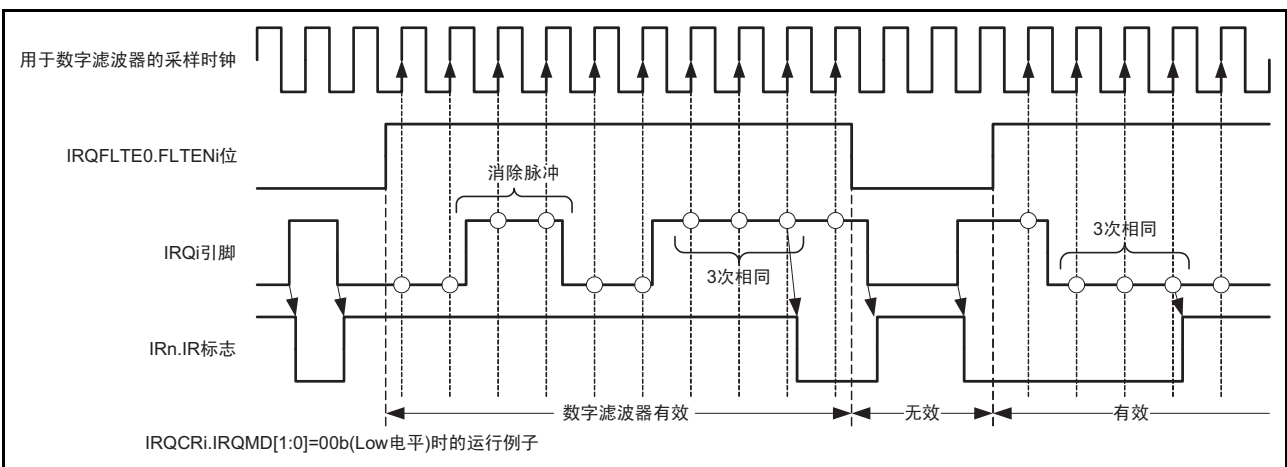 用于数字滤波器的采样时钟
IRQFLTE0.FLTENi位
消除脉冲
IRQi引脚
3次相同
3次相同
IRn.IR标志
数字滤波器有效
无效
有效
IRQCRi.IRQMD[1:0]=00b(Low电平)时的运行例子